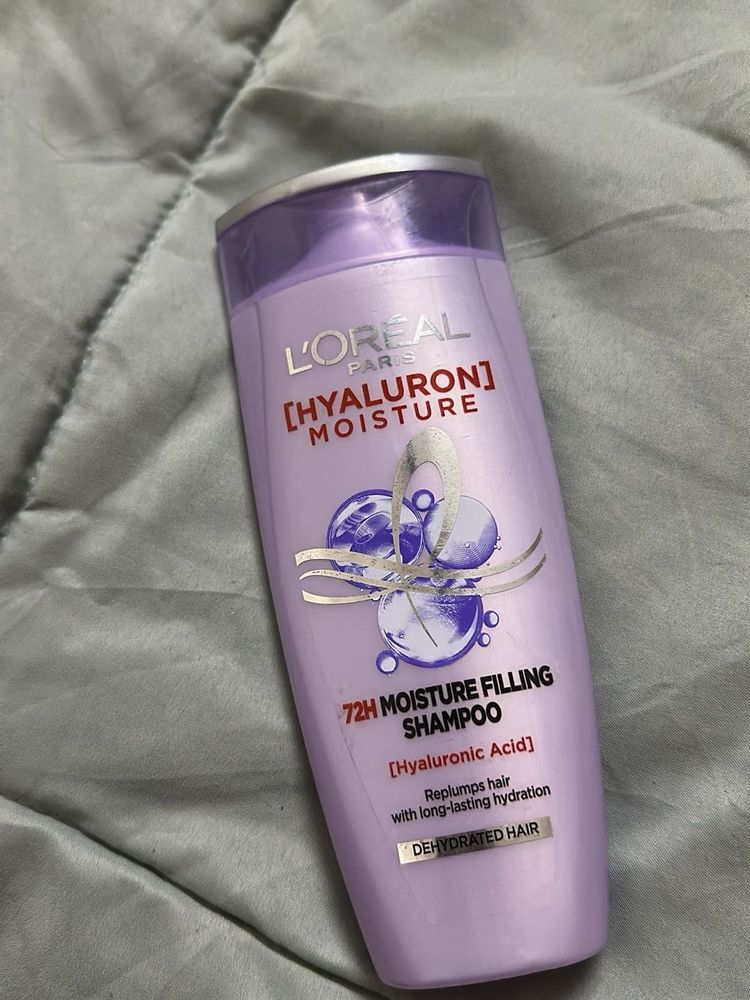 L'ORÉAL
PARIS
[HYALURON]
MOISTURE
72H MOISTURE FILLING
SHAMPOO
[Hyaluronic Acid]
Replumps hair
with long-lasting hydration
DEHYDRATED HAIR